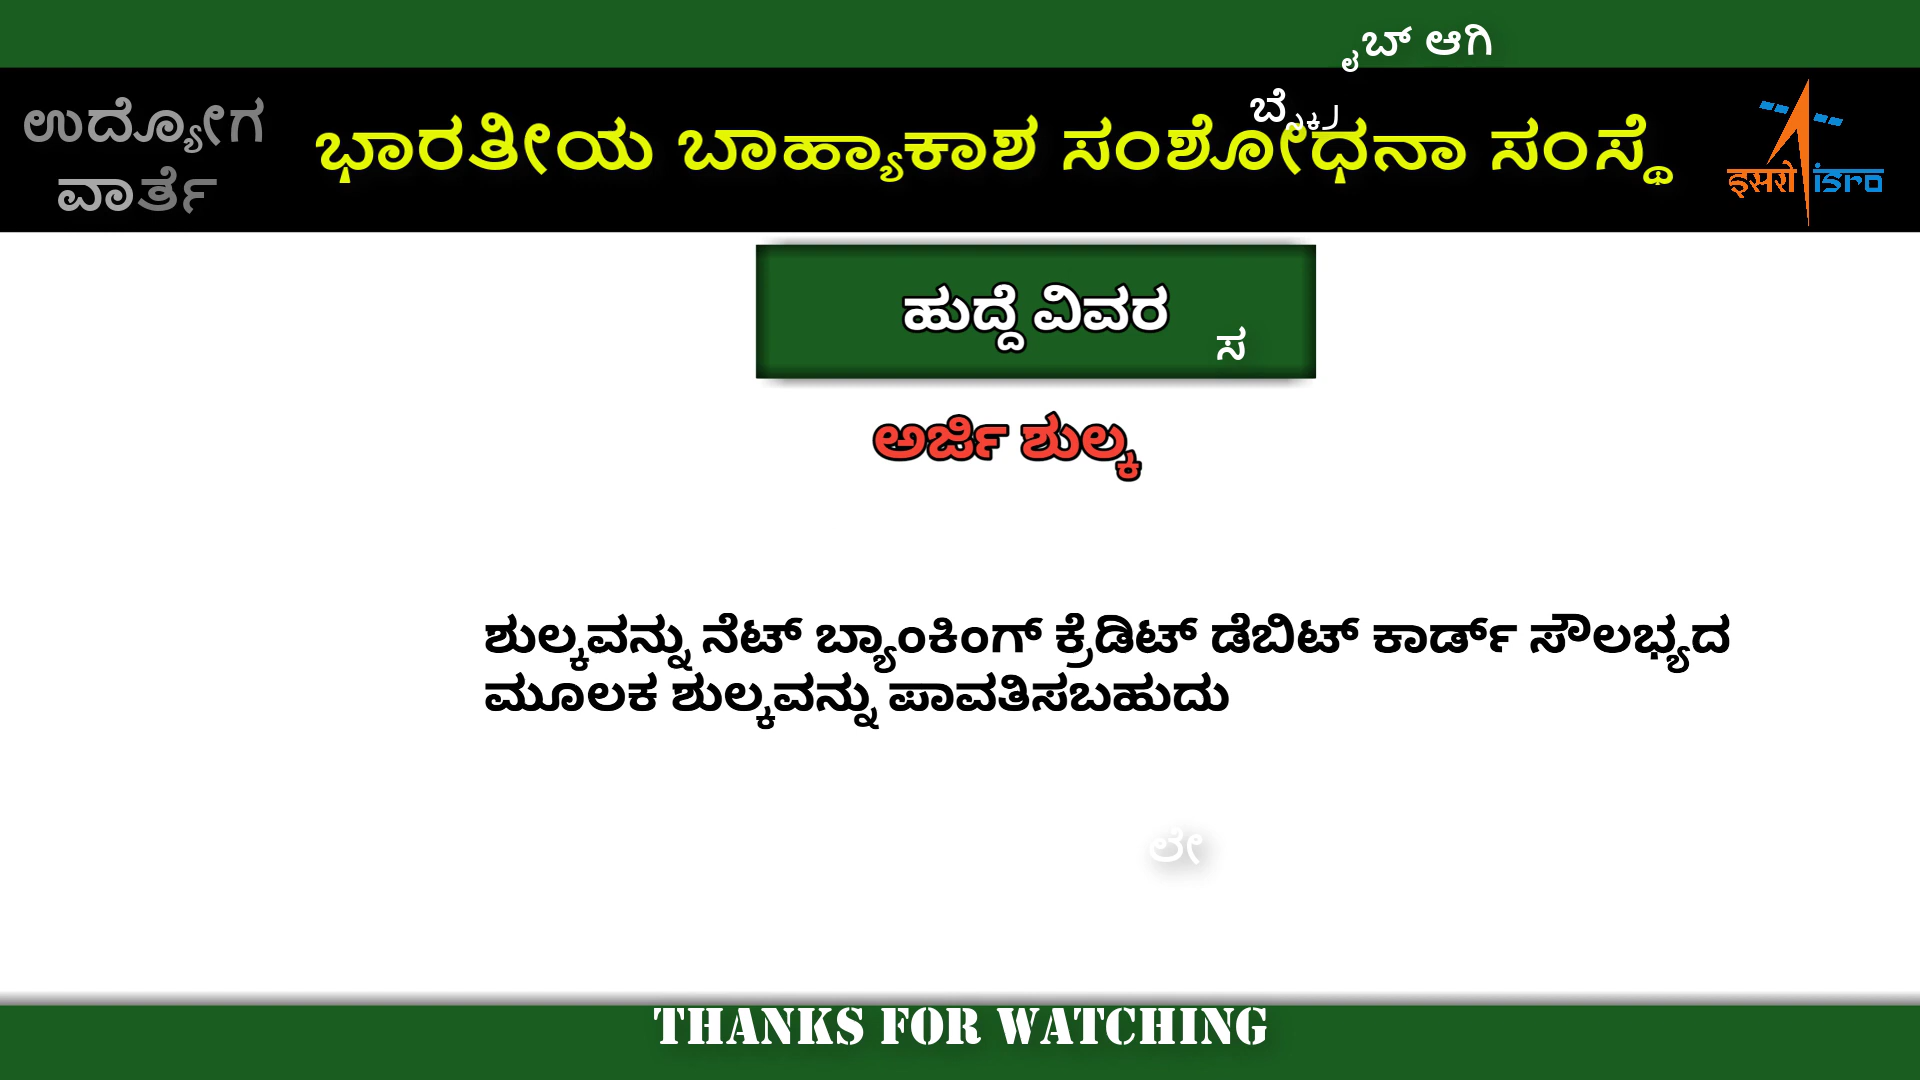 ಉದ್ಯೋಗ
ವಾರ್ತೆ
ಭಾರತೀಯ ಬಾಹ್ಯಾಕಾಶ ಸಂಶೋಧನಾ ಸಂಸ್ಥೆ
इसरो isro
ಹುದ್ದೆ ವಿವರ
ಅರ್ಜಿ ಶುಲ್ಕ
ಶುಲ್ಕವನ್ನು ನೆಟ್ ಬ್ಯಾಂಕಿಂಗ್ ಕ್ರೆಡಿಟ್ ಡೆಬಿಟ್ ಕಾರ್ಡ್ ಸೌಲಭ್ಯದ
ಮೂಲಕ ಶುಲ್ಕವನ್ನು ಪಾವತಿಸಬಹುದು
THANKS FOR WATCHING